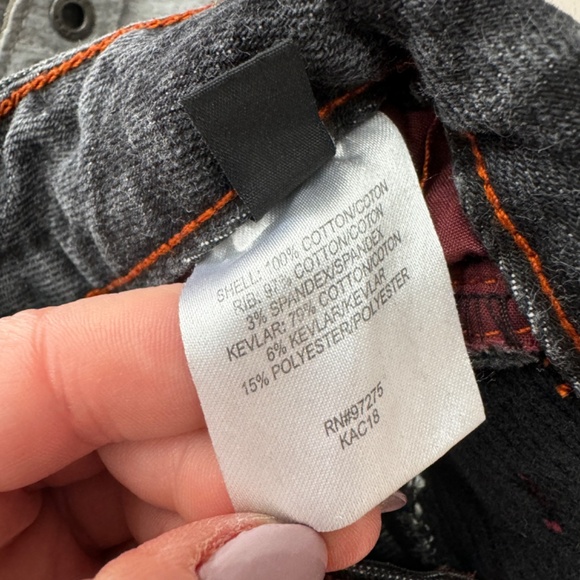 SHELL: 100% COTTON/COTON
RIB: 97% COTTON/COTON
3% SPANDEX/SPANDEX
KEVLAR: 79% COTTON/COTON
6% KEVLAR/KEVLAR
15% POLYESTER/POLYESTER
RN#97275
KAC18